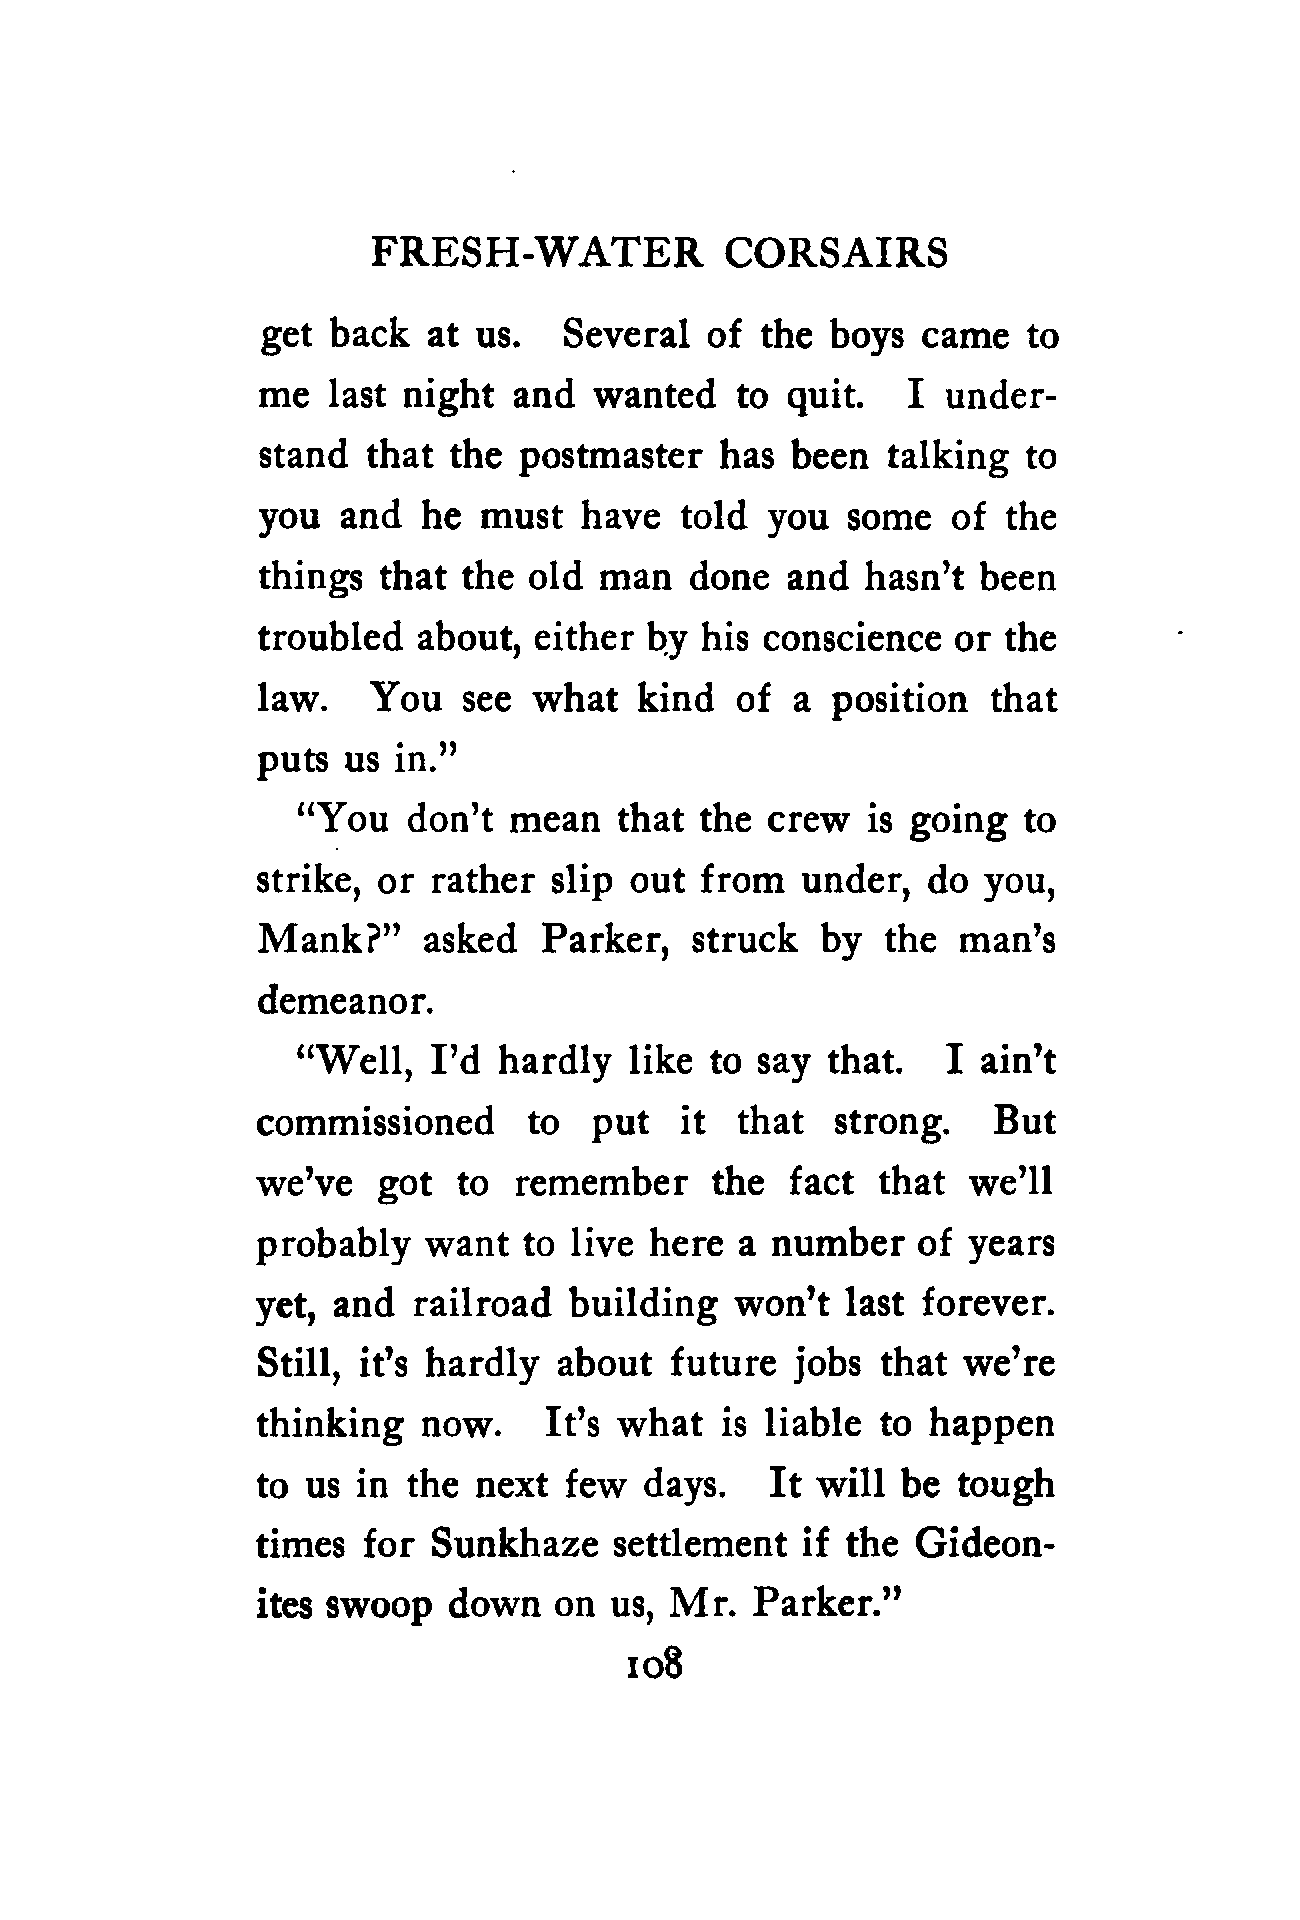 FRESH-WATER CORSAIRS
get back at us. Several of the boys came to
me last night and wanted to quit. I under-
stand that the postmaster has been talking to
you and he must have told you some of the
things that the old man done and hasn't been
troubled about, either by his conscience or the
law. You see what kind of a position that
puts us in."
"You don't mean that the crew is going to
strike, or rather slip out from under, do you,
Mank?" asked Parker, struck by the man's
demeanor.
"Well, I'd hardly like to say that. I ain't
commissioned to put it that strong. But
we've got to remember the fact that we'll
probably want to live here a number of years
yet, and railroad building won't last forever.
Still, it's hardly about future jobs that we're
thinking now. It's what is liable to happen
to us in the next few days. It will be tough
times for Sunkhaze settlement if the Gideon-
ites swoop down on us, Mr. Parker."
108